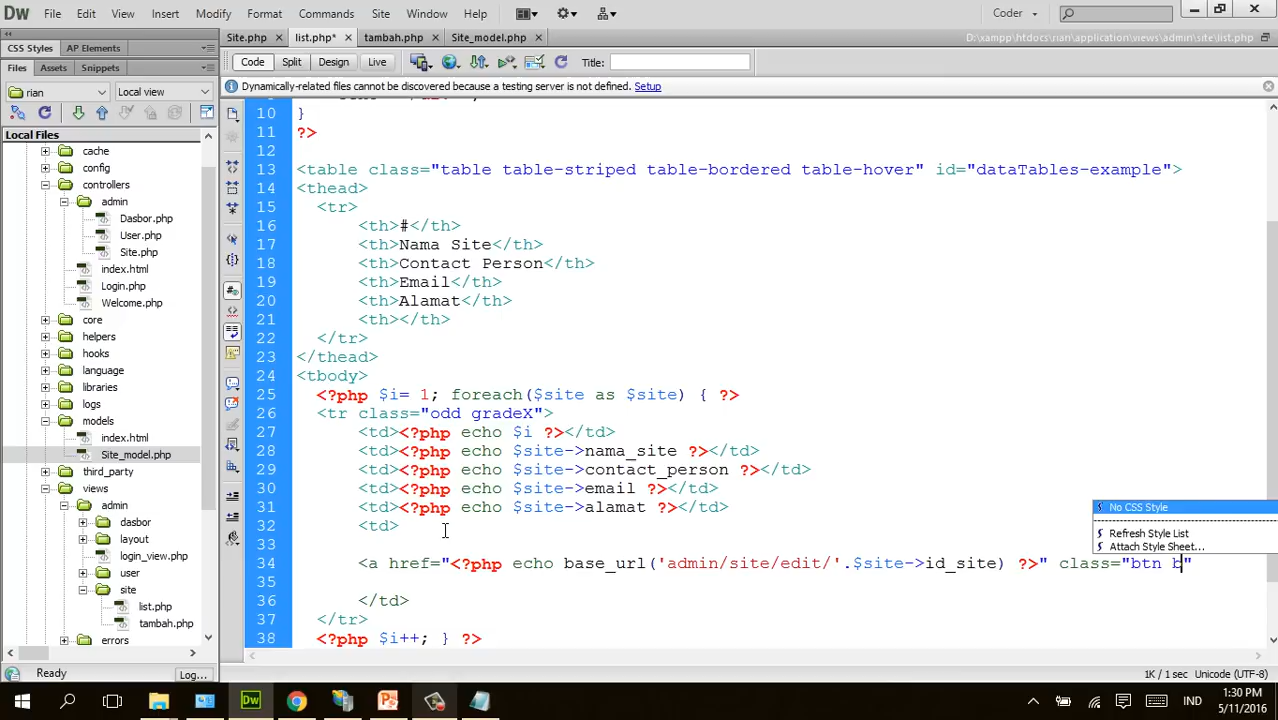 Dw File Edit View Insert Modify Format Commands Site Window Help Coder
CSS Styles AP Elements Site.php list.php* tambah.php Site_model.php D:\xampp\htdocs\rian\application\views\admin\site\list.php
Files Assets Snippets Code Split Design Live Title:
rian Local view Dynamically-related files cannot be discovered because a testing server is not defined. Setup
Local Files
cache
config
controllers
admin
Dasbor.php
User.php
Site.php
index.html
Login.php
Welcome.php
core
helpers
hooks
language
libraries
logs
models
index.html
Site_model.php
third_party
views
admin
dasbor
layout
login_view.php
user
site
list.php
tambah.php
errors
10 }
11 ?>
12
13 <table class="table table-striped table-bordered table-hover" id="dataTables-example">
14 <thead>
15 <tr>
16 <th>#</th>
17 <th>Nama Site</th>
18 <th>Contact Person</th>
19 <th>Email</th>
20 <th>Alamat</th>
21 <th></th>
22 </tr>
23 </thead>
24 <tbody>
25 <?php $i= 1; foreach($site as $site) { ?>
26 <tr class="odd gradeX">
27 <td><?php echo $i ?></td>
28 <td><?php echo $site->nama_site ?></td>
29 <td><?php echo $site->contact_person ?></td>
30 <td><?php echo $site->email ?></td>
31 <td><?php echo $site->alamat ?></td>
32 <td>
33
34 <a href="<?php echo base_url('admin/site/edit/'.$site->id_site) ?>" class="btn b"
35
36 </td>
37 </tr>
38 <?php $i++; } ?>
No CSS Style
Refresh Style List
Attach Style Sheet...
Ready Log... 1K / 1 sec Unicode (UTF-8)
IND 1:30 PM
5/11/2016